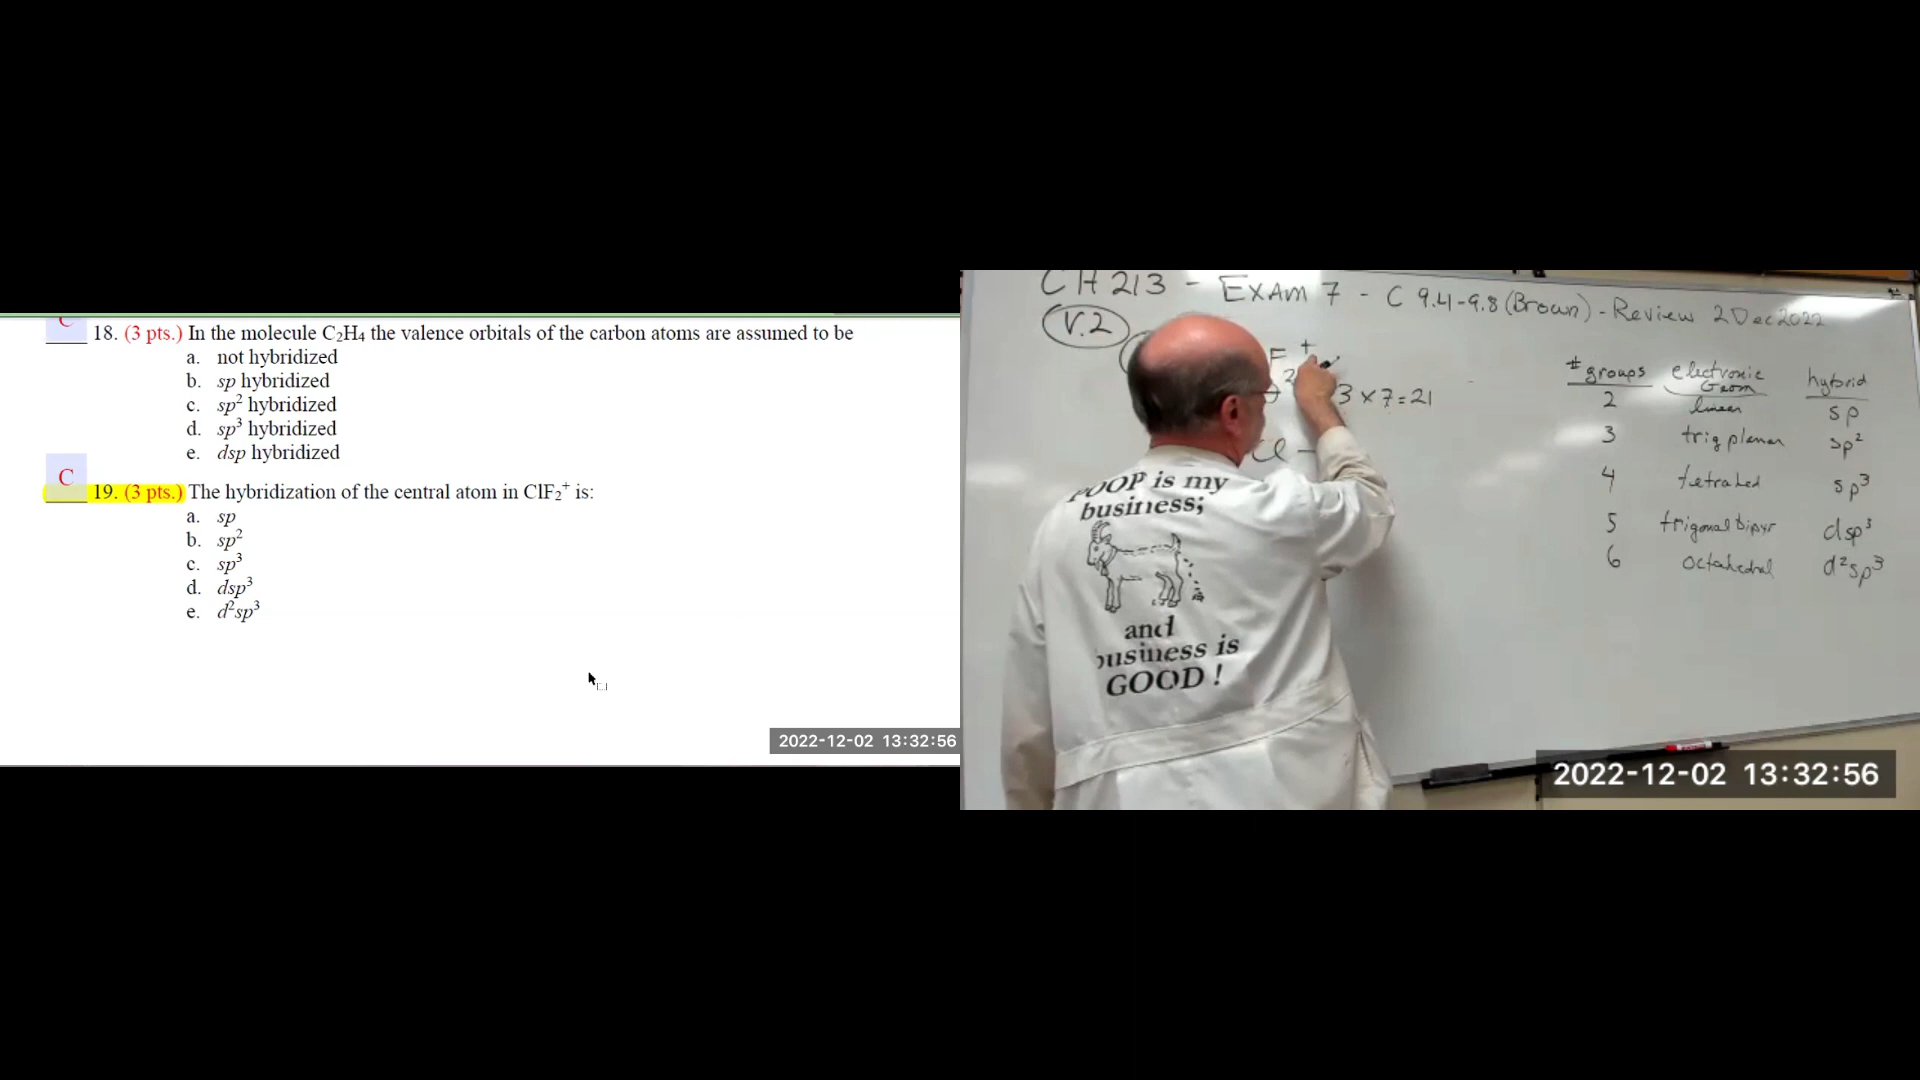 C
18. (3 pts.) In the molecule C₂H₄ the valence orbitals of the carbon atoms are assumed to be
a. not hybridized
b. sp hybridized
c. sp² hybridized
d. sp³ hybridized
e. dsp hybridized
C
19. (3 pts.) The hybridization of the central atom in ClF₂⁺ is:
a. sp
b. sp²
c. sp³
d. dsp³
e. d²sp³
2022-12-02 13:32:56
CH 213 - EXAM 7 - C 9.4-9.8 (Brown) - Review 2 Dec 2022
V.2
F₂⁺
3 x 7 = 21
Cl -
# groups electronic Geom hybrid
2 linear sp
3 trig planar sp²
4 tetrahed sp³
5 trigonal bipyr dsp³
6 octahedral d²sp³
POOP is my
business;
and
business is
GOOD!
2022-12-02 13:32:56